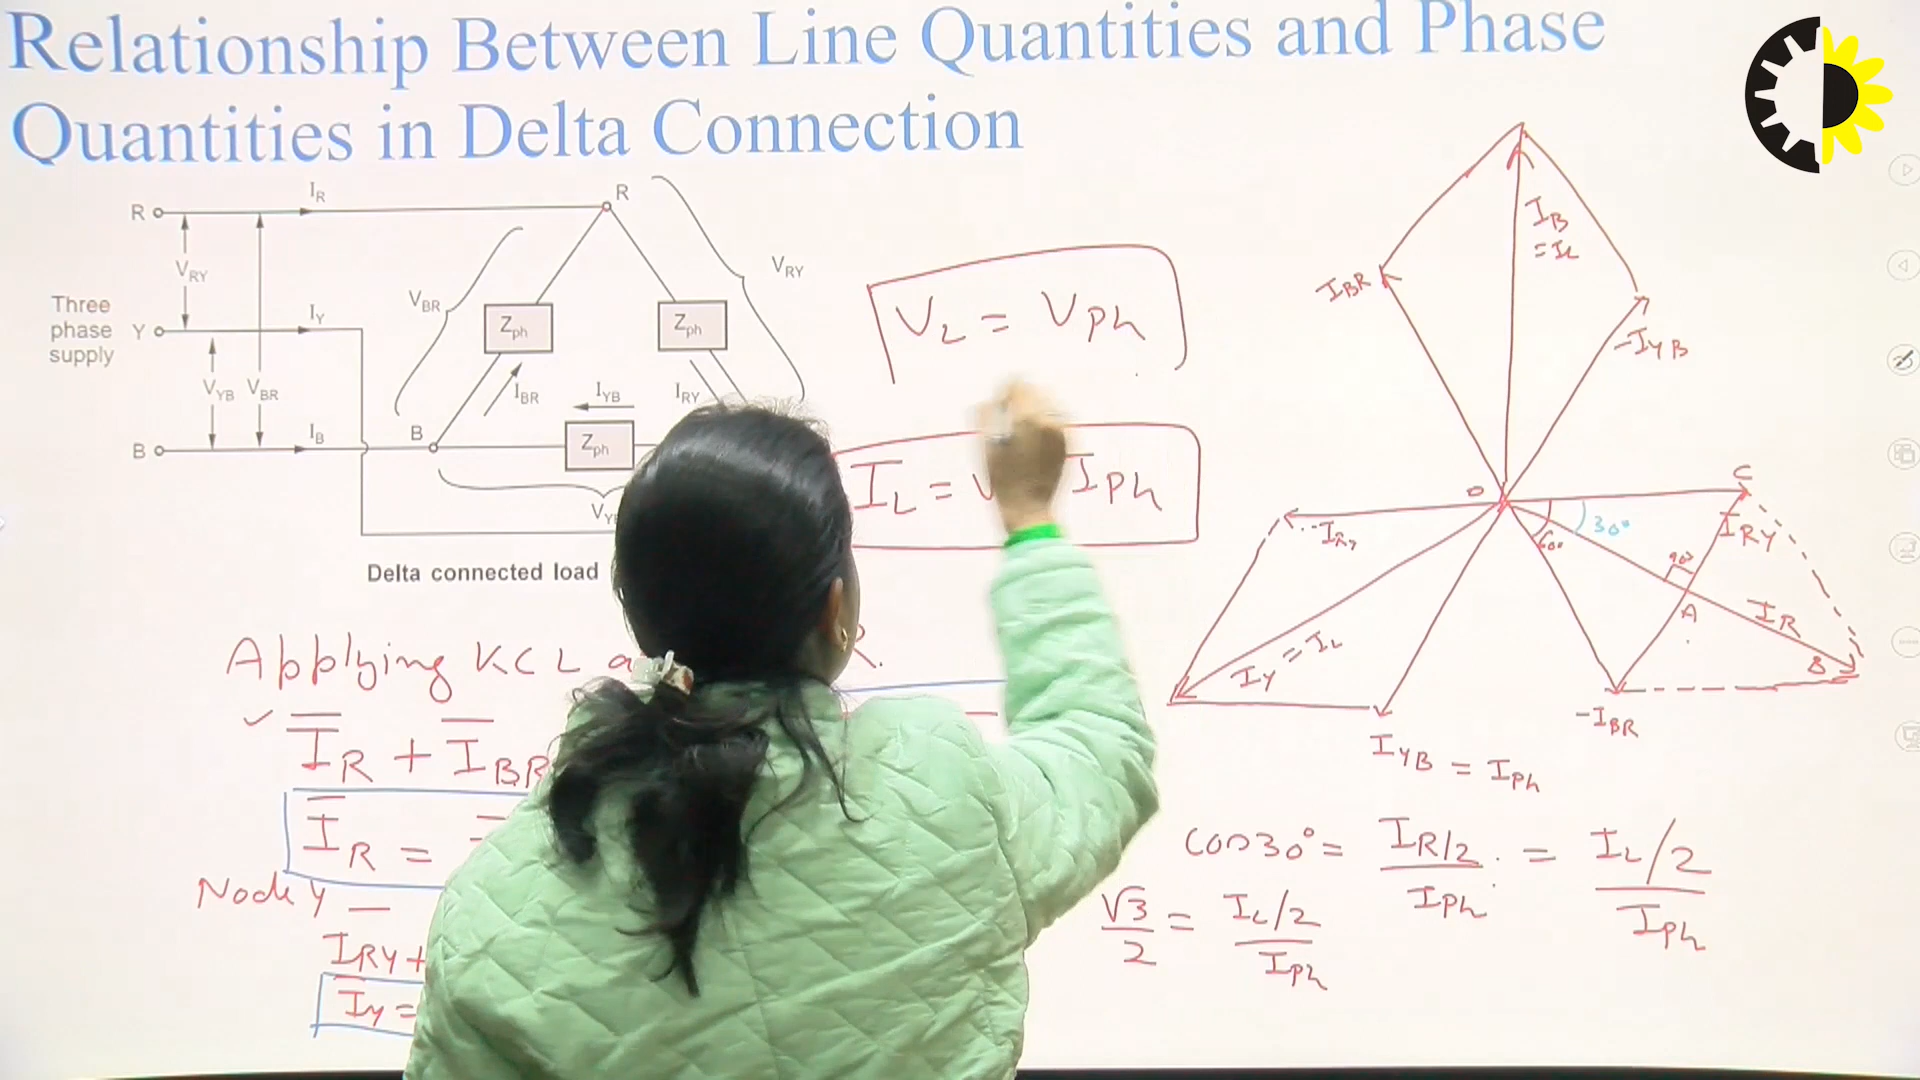 Relationship Between Line Quantities and Phase
Quantities in Delta Connection
R
I_R
R
V_RY
V_RY
V_BR
Z_ph
Z_ph
Three
phase
supply
Y
I_Y
V_YB
V_BR
I_BR
I_YB
I_RY
B
I_B
B
Z_ph
Delta connected load
V_L = V_Ph
I_L = I_Ph
Applying KCL
I_R + I_BR
I_R =
Node Y
I_RY +
I_Y =
I_B
= I_L
I_BR
-I_YB
O
C
30°
60°
I_RY
90°
A
I_R
B
-I_RY
I_Y = I_L
-I_BR
I_YB = I_Ph
cos30° = I_R/2 / I_Ph = I_L/2 / I_Ph
√3/2 = I_L/2 / I_Ph